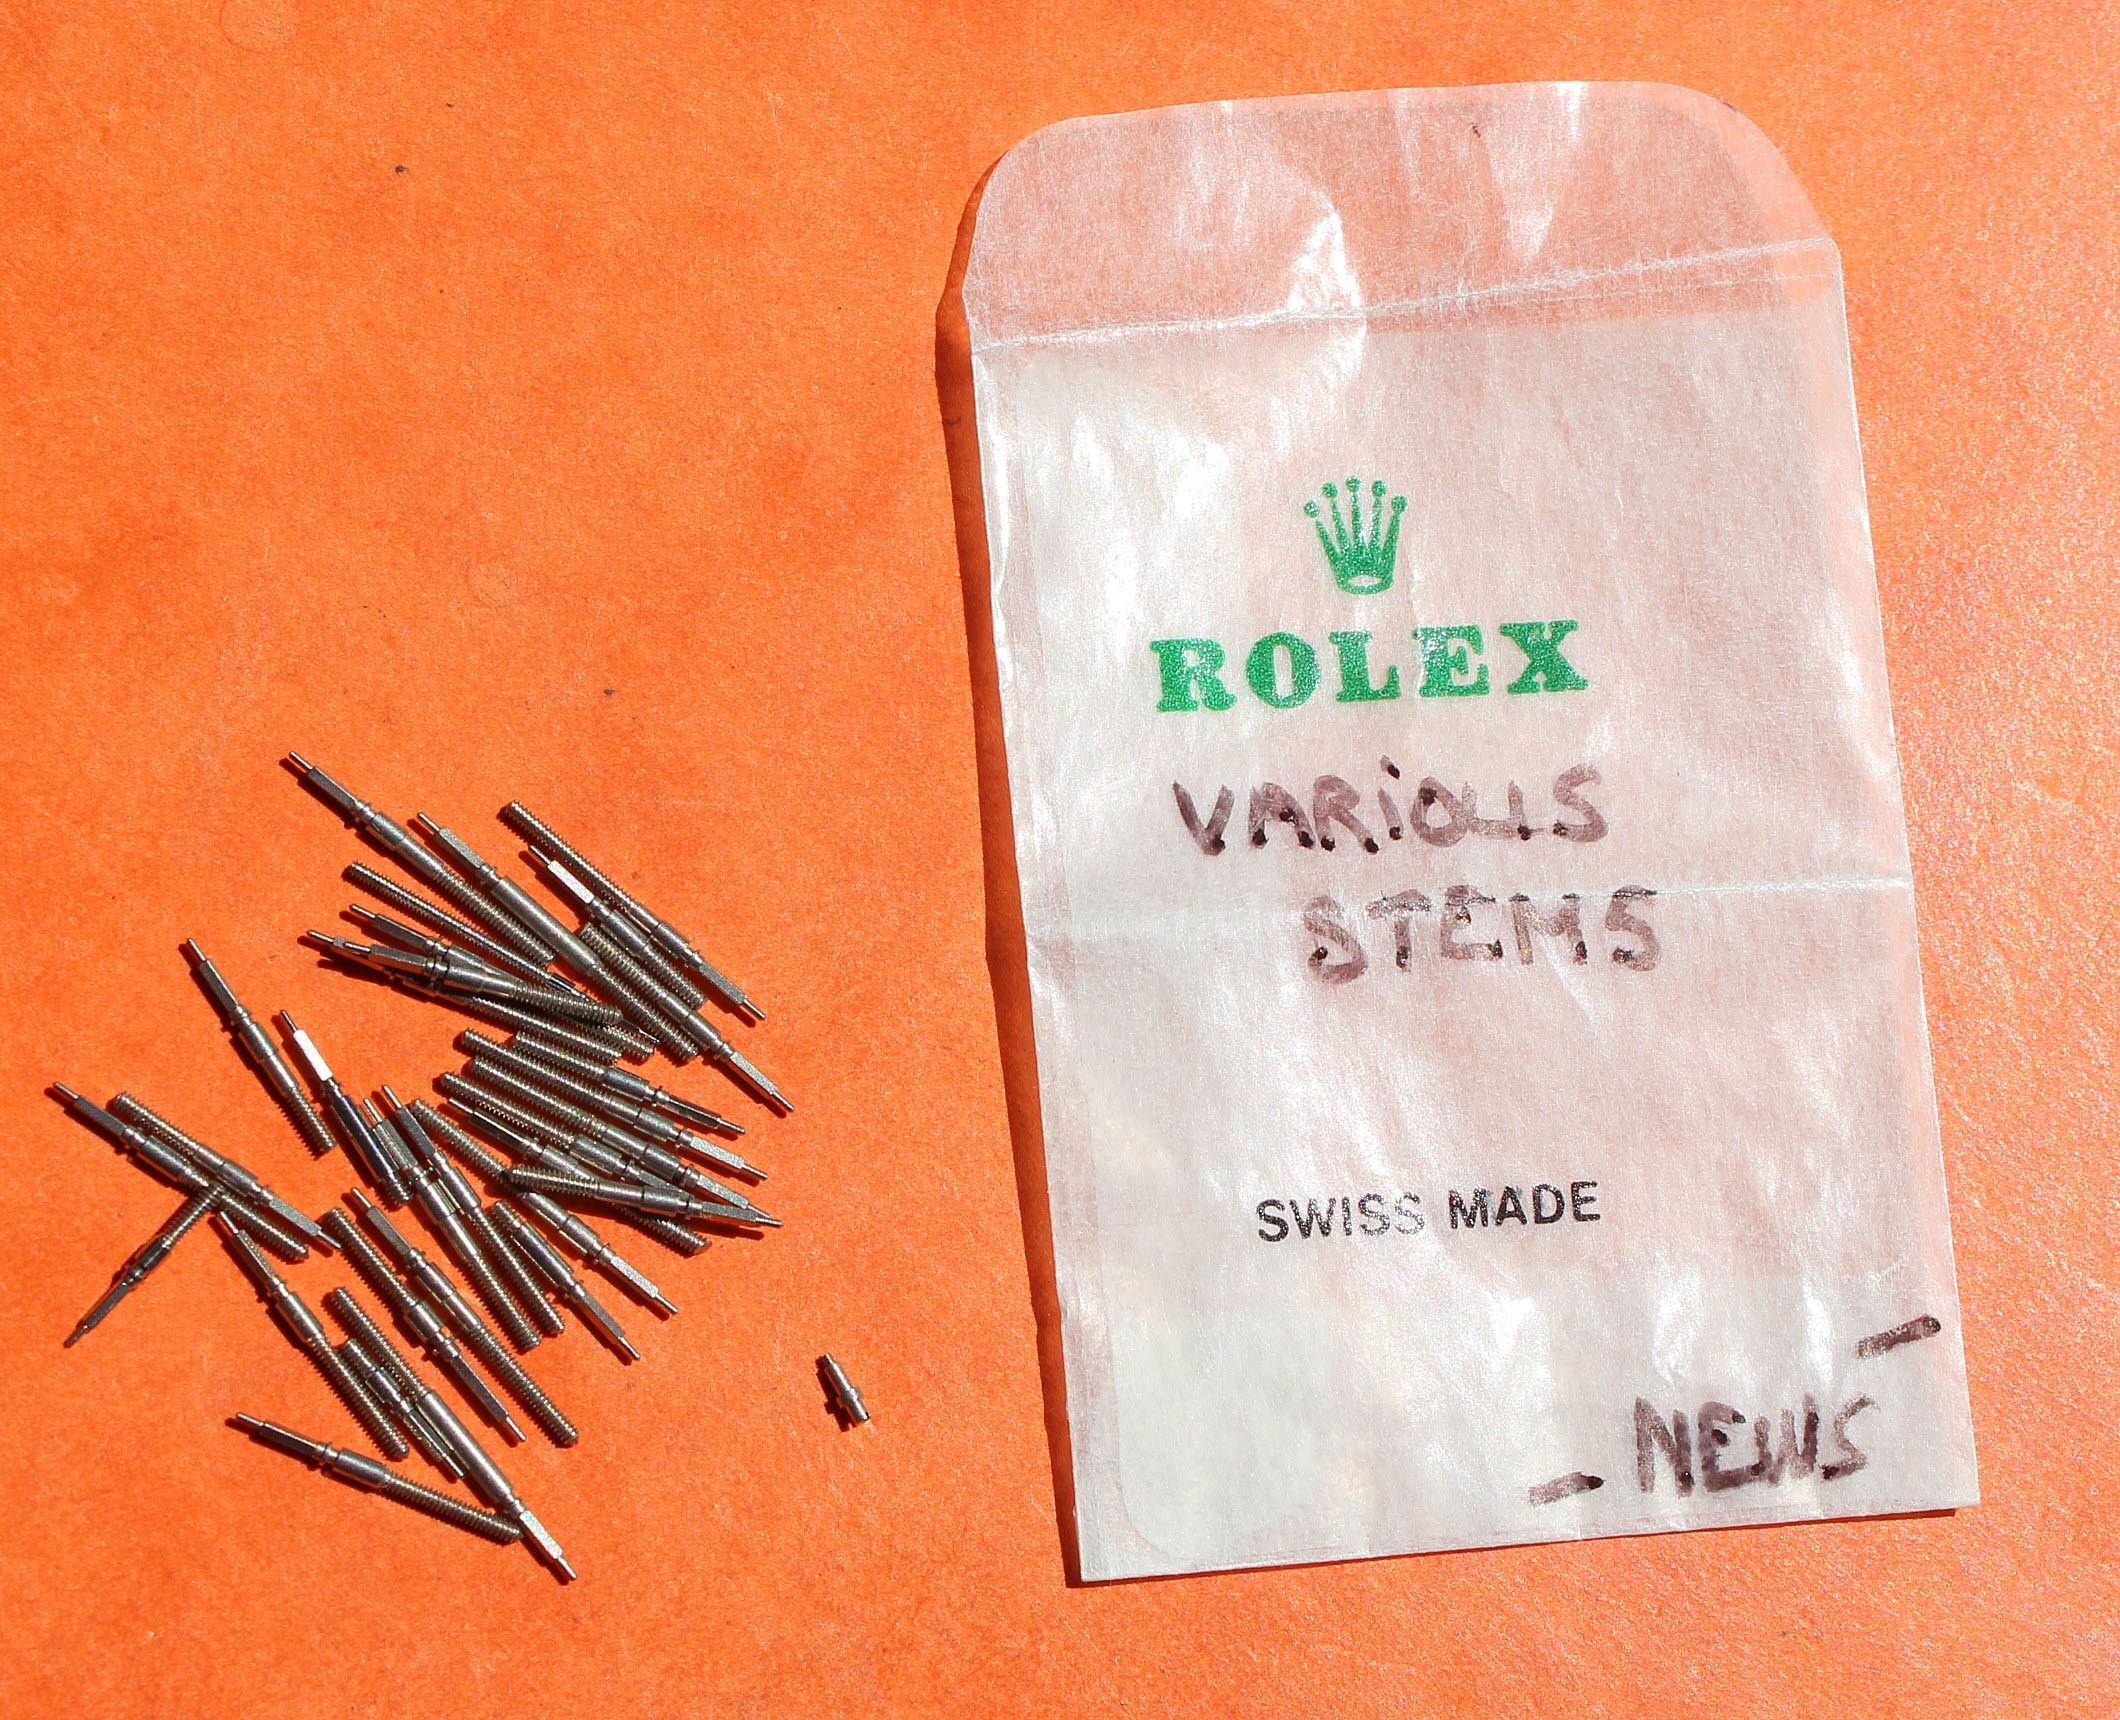 ROLEX
VARiOUS
STEMS
SWISS MADE
- NEWS -